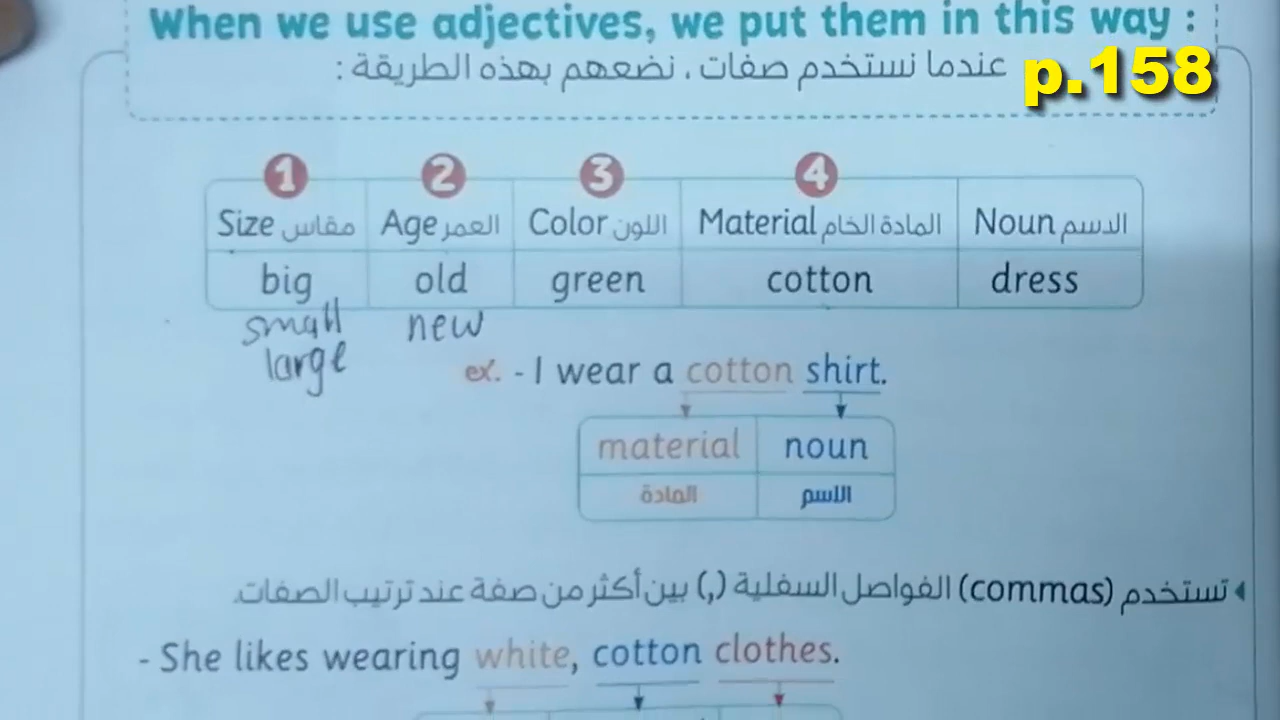 When we use adjectives, we put them in this way :
عندما نستخدم صفات ، نضعهم بهذه الطريقة :
p.158
1 2 3 4
Size مقاس Age العمر Color اللون Material المادة الخام Noun الاسم
big old green cotton dress
small new
large
ex. - I wear a cotton shirt.
material noun
المادة الاسم
تستخدم (commas) الفواصل السفلية (,) بين أكثر من صفة عند ترتيب الصفات.
- She likes wearing white, cotton clothes.